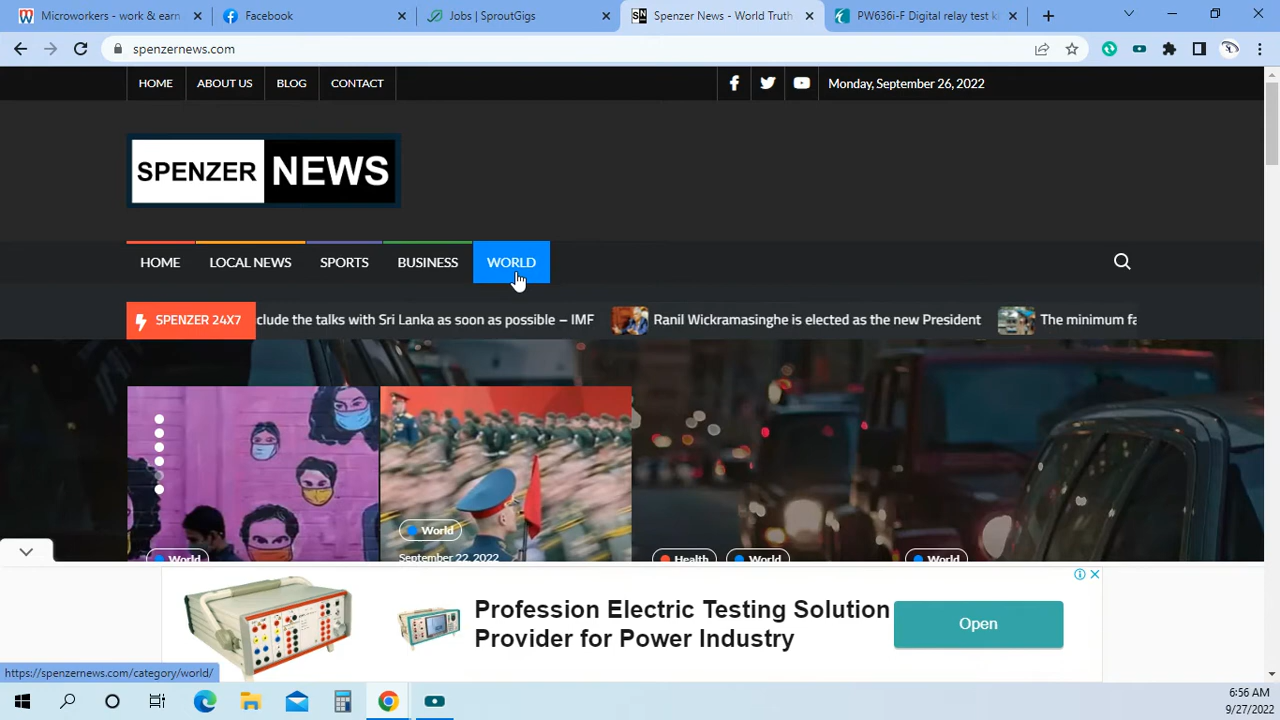 Microworkers - work & earn
Facebook
Jobs | SproutGigs
Spenzer News - World Truth
PW636i-F Digital relay test k
spenzernews.com
HOME ABOUT US BLOG CONTACT
Monday, September 26, 2022
SPENZER NEWS
HOME LOCAL NEWS SPORTS BUSINESS WORLD
SPENZER 24X7 clude the talks with Sri Lanka as soon as possible – IMF Ranil Wickramasinghe is elected as the new President The minimum fa
World
September 22, 2022
World Health World World
Profession Electric Testing Solution
Provider for Power Industry
Open
https://spenzernews.com/category/world/
6:56 AM
9/27/2022